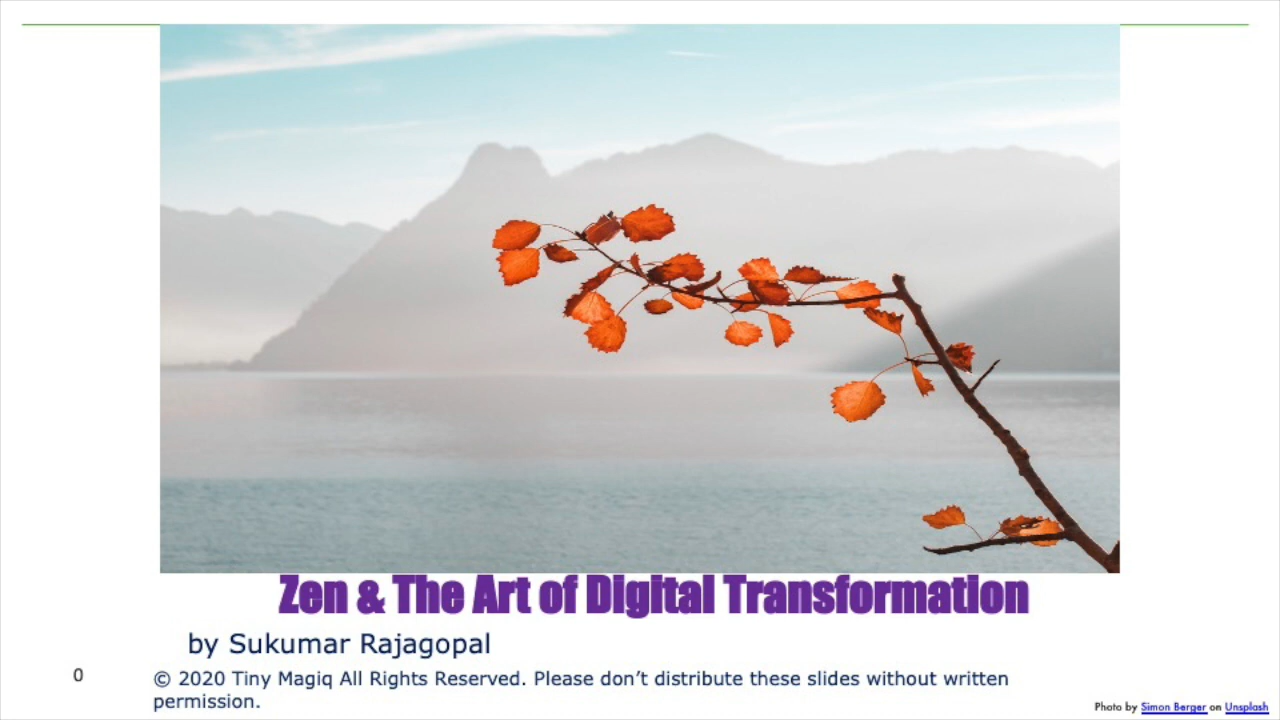 Zen & The Art of Digital Transformation
by Sukumar Rajagopal
0
© 2020 Tiny Magiq All Rights Reserved. Please don’t distribute these slides without written
permission.
Photo by Simon Berger on Unsplash